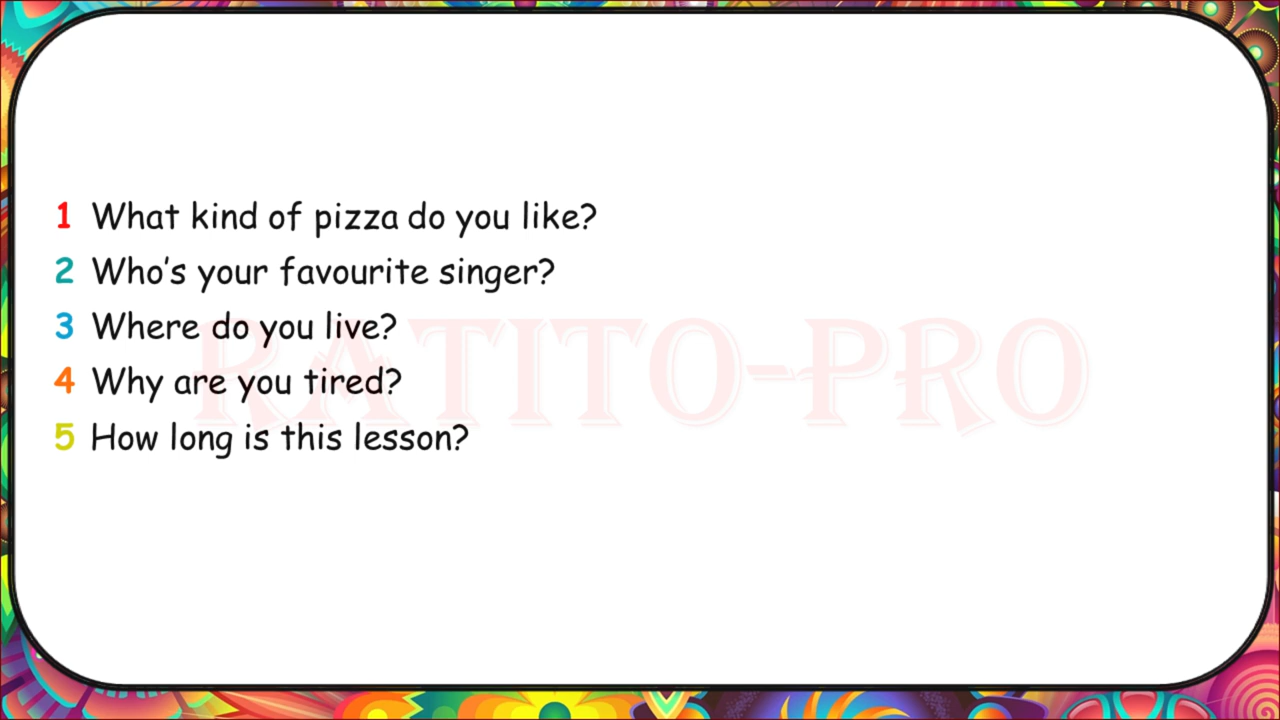 1 What kind of pizza do you like?
2 Who's your favourite singer?
3 Where do you live?
4 Why are you tired?
5 How long is this lesson?
RATITO-PRO